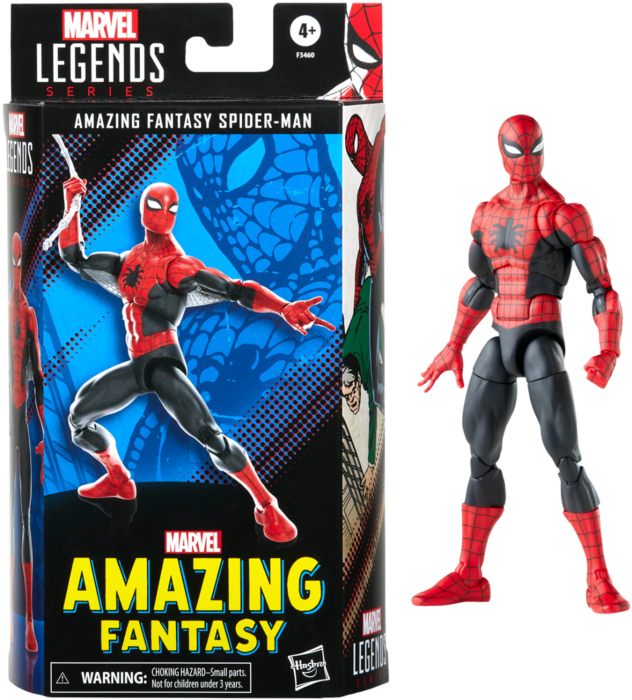 MARVEL
LEGENDS
SERIES
4+
F3460
AMAZING FANTASY SPIDER-MAN
MARVEL
LEGENDS
SERIES
MARVEL
AMAZING
FANTASY
WARNING:
CHOKING HAZARD–Small parts.
Not for children under 3 years.
Hasbro
MARVEL
LEGENDS